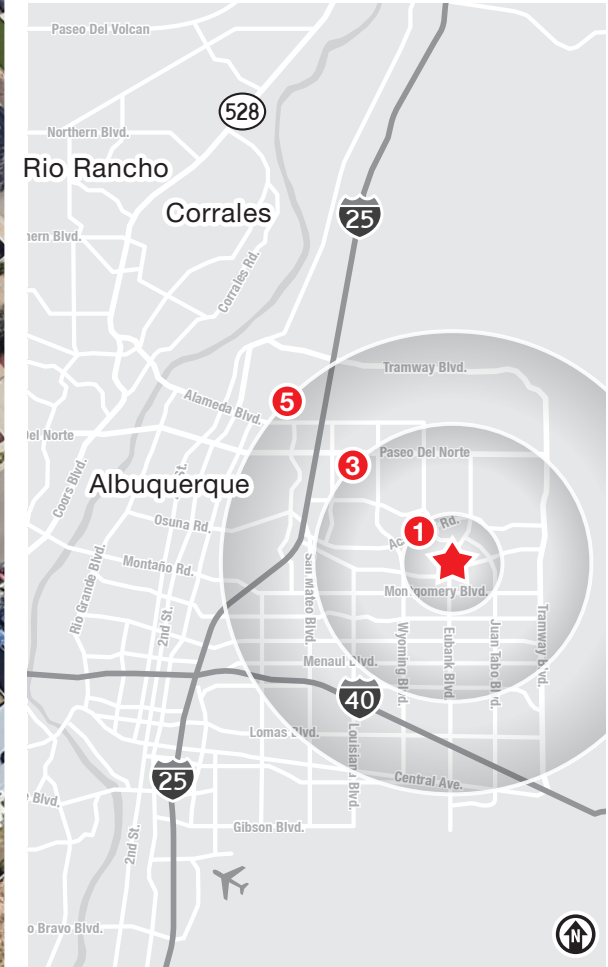 Paseo Del Volcan
528
Northern Blvd.
Rio Rancho
Corrales
25
Corrales Rd.
Tramway Blvd.
5
Alameda Blvd.
Del Norte
Paseo Del Norte
3
Coors Blvd.
Albuquerque
St.
Osuna Rd.
1
Rd.
Montaño Rd.
San Mateo Blvd.
Montgomery Blvd.
Rio Grande Blvd.
2nd St.
Wyoming Blvd.
Eubank Blvd.
Juan Tabo Blvd.
Tramway Blvd.
Menaul Blvd.
40
Lomas Blvd.
Louisiana Blvd.
25
Central Ave.
Blvd.
Gibson Blvd.
2nd St.
o Bravo Blvd.
N